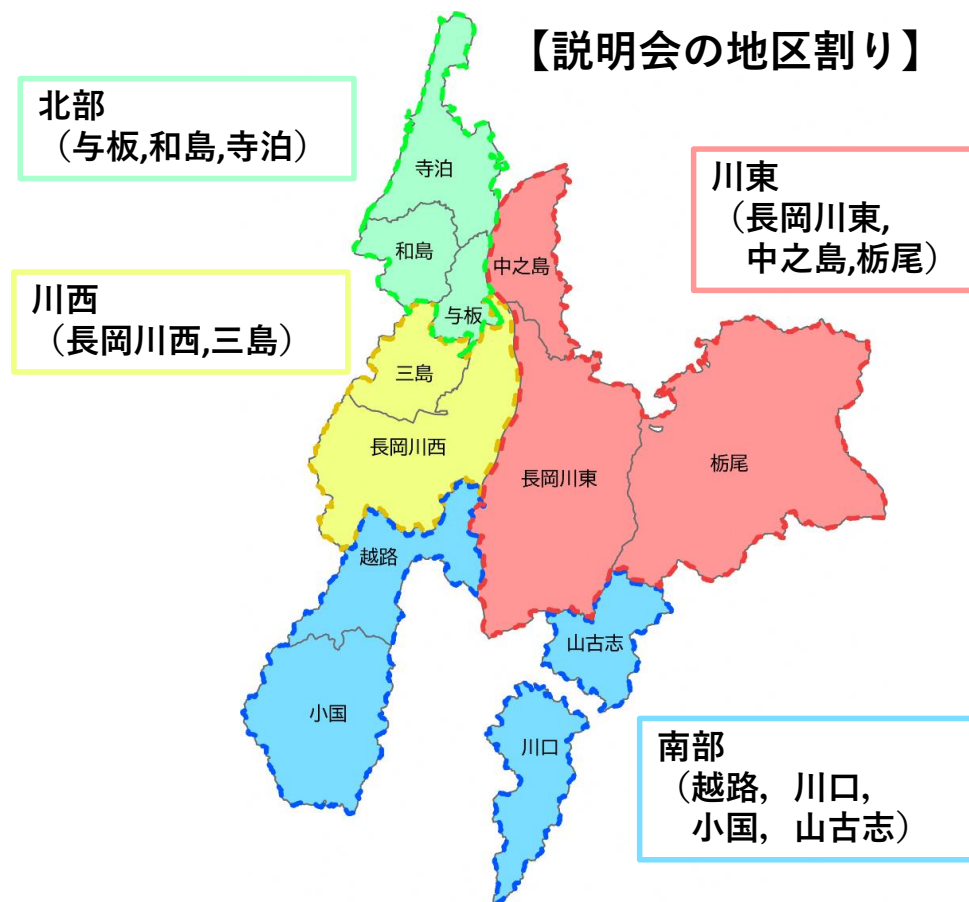 【説明会の地区割り】
北部
（与板,和島,寺泊）
川東
（長岡川東,
中之島,栃尾）
川西
（長岡川西,三島）
寺泊
和島
中之島
与板
三島
長岡川西
長岡川東
栃尾
越路
山古志
小国
川口
南部
（越路，川口，
小国，山古志）